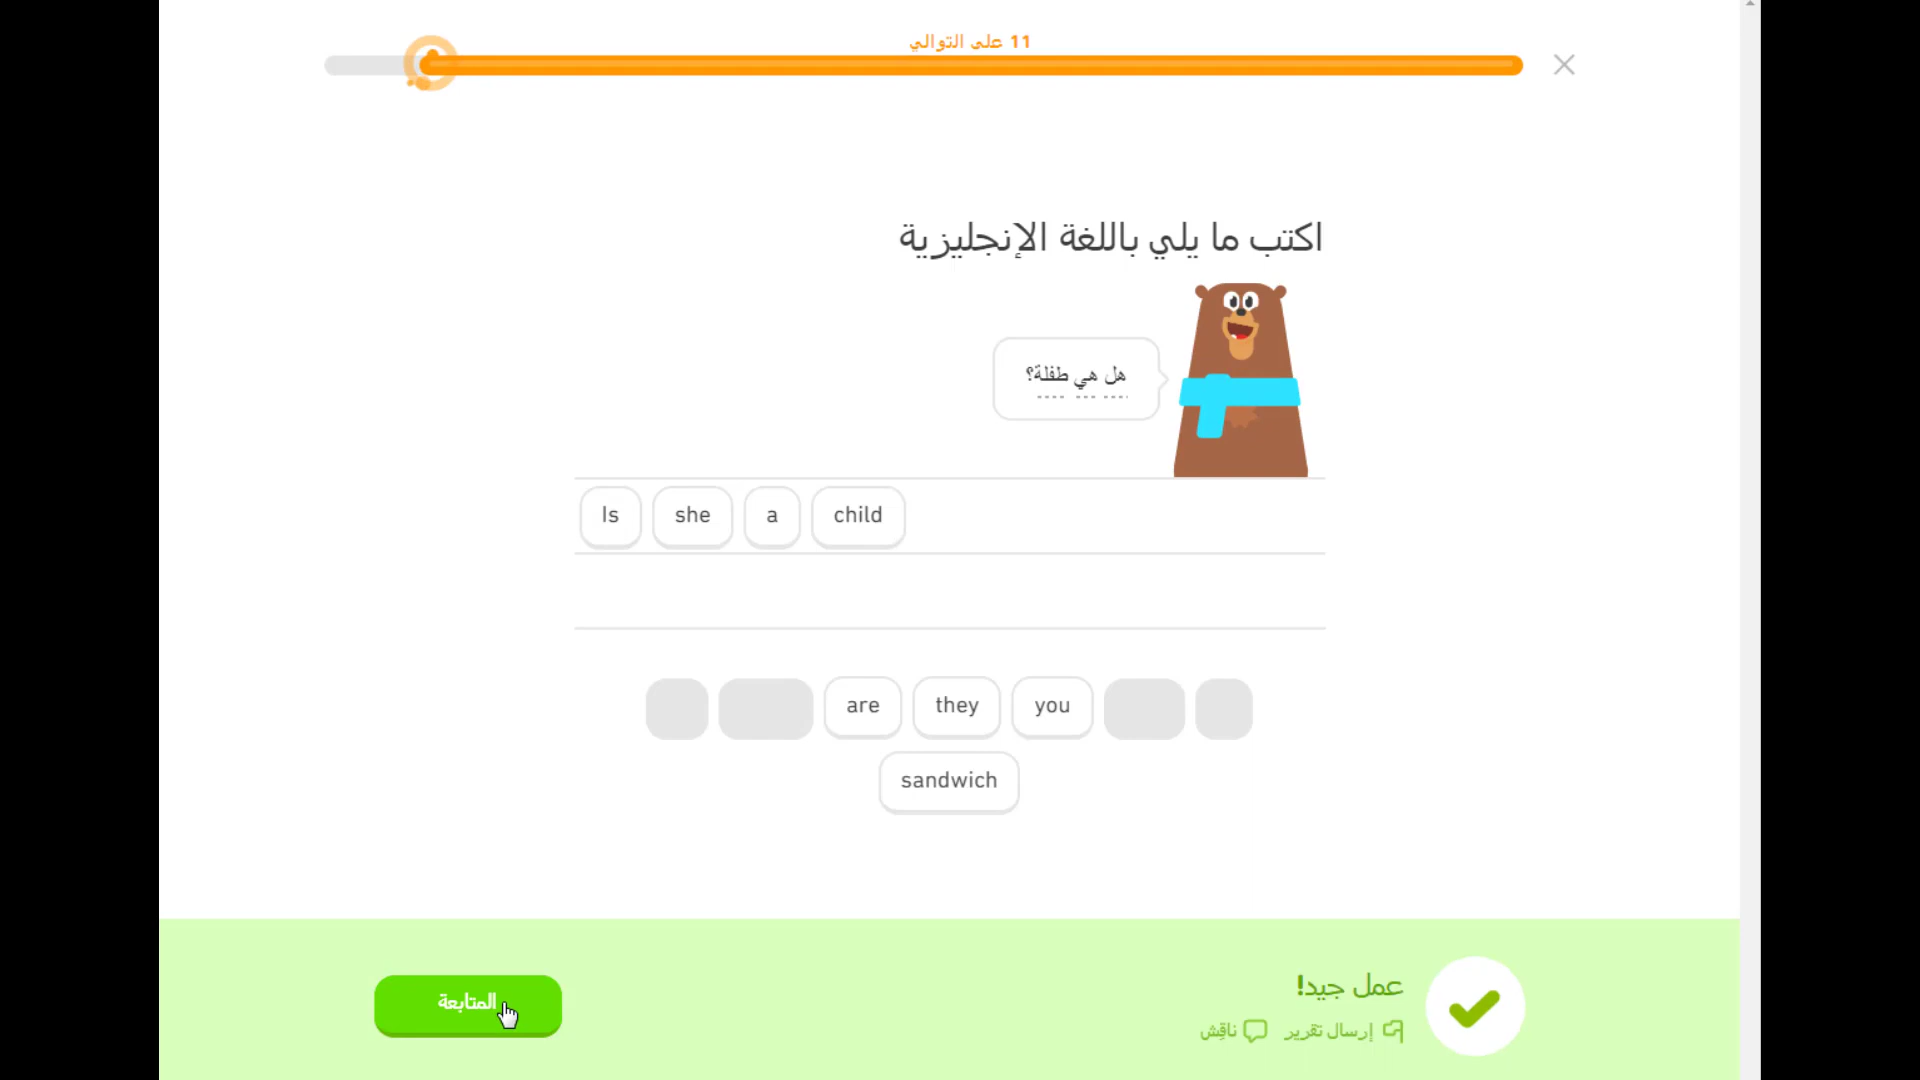 11 على التوالي
اكتب ما يلي باللغة الإنجليزية
هل هي طفلة؟
Is she a child
are they you
sandwich
عمل جيد!
إرسال تقرير ناقِش
المتابعة